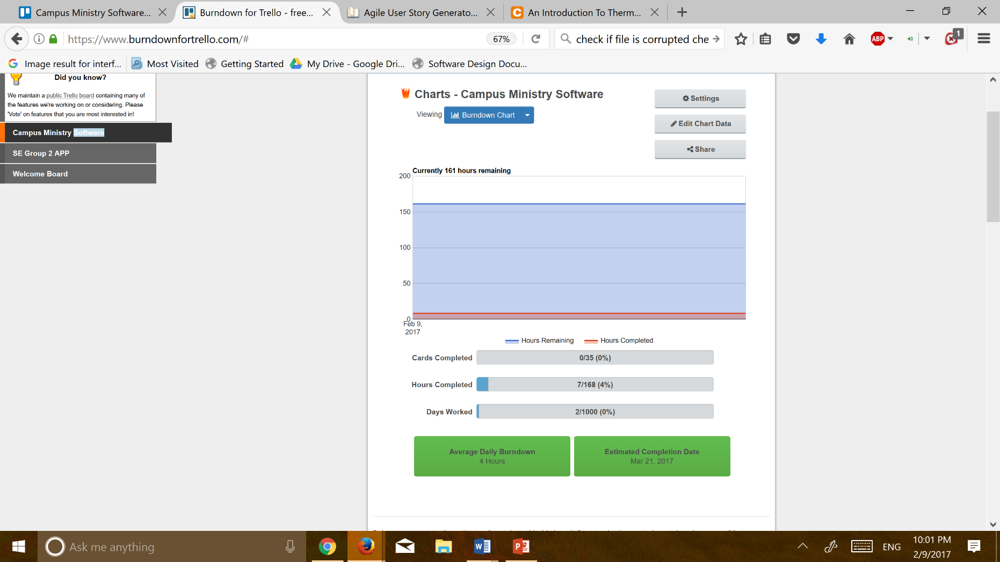 Campus Ministry Software...
Burndown for Trello - free...
Agile User Story Generato...
An Introduction To Therm...
https://www.burndownfortrello.com/#
67%
check if file is corrupted che
ABP
1
Image result for interf...
Most Visited
Getting Started
My Drive - Google Dri...
Software Design Docu...
Did you know?
We maintain a public Trello board containing many of
the features we're working on or considering. Please
'Vote' on features that you are most interested in!
Campus Ministry Software
SE Group 2 APP
Welcome Board
Charts - Campus Ministry Software
Viewing
Burndown Chart
Settings
Edit Chart Data
Share
Currently 161 hours remaining
200
150
100
50
0
Feb 9,
2017
Hours Remaining
Hours Completed
Cards Completed
0/35 (0%)
Hours Completed
7/168 (4%)
Days Worked
2/1000 (0%)
Average Daily Burndown
4 Hours
Estimated Completion Date
Mar 21, 2017
Ask me anything
ENG
10:01 PM
2/9/2017